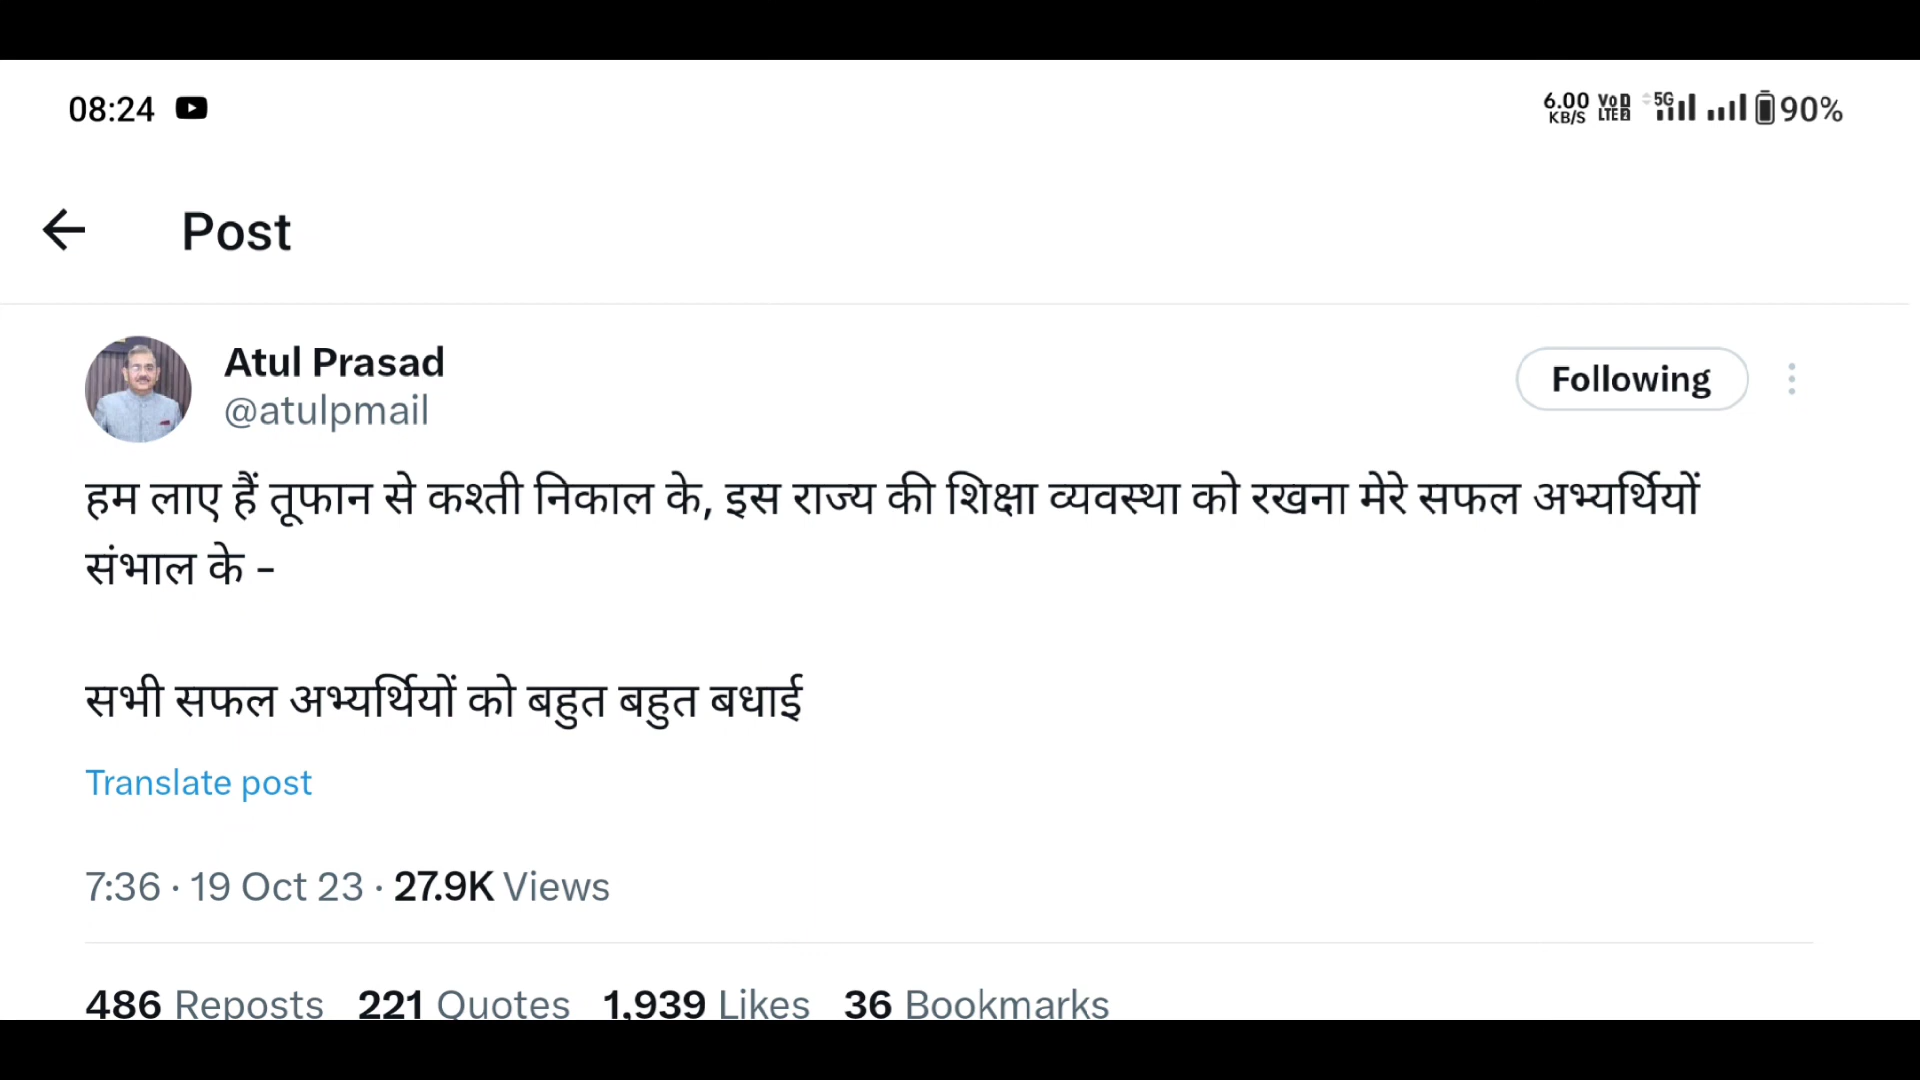 08:24
6.00 KB/S VoD LTE2 5G 90%
Post
Atul Prasad
@atulpmail
Following
हम लाए हैं तूफान से कश्ती निकाल के, इस राज्य की शिक्षा व्यवस्था को रखना मेरे सफल अभ्यर्थियों
संभाल के -
सभी सफल अभ्यर्थियों को बहुत बहुत बधाई
Translate post
7:36 · 19 Oct 23 · 27.9K Views
486 Reposts 221 Quotes 1,939 Likes 36 Bookmarks